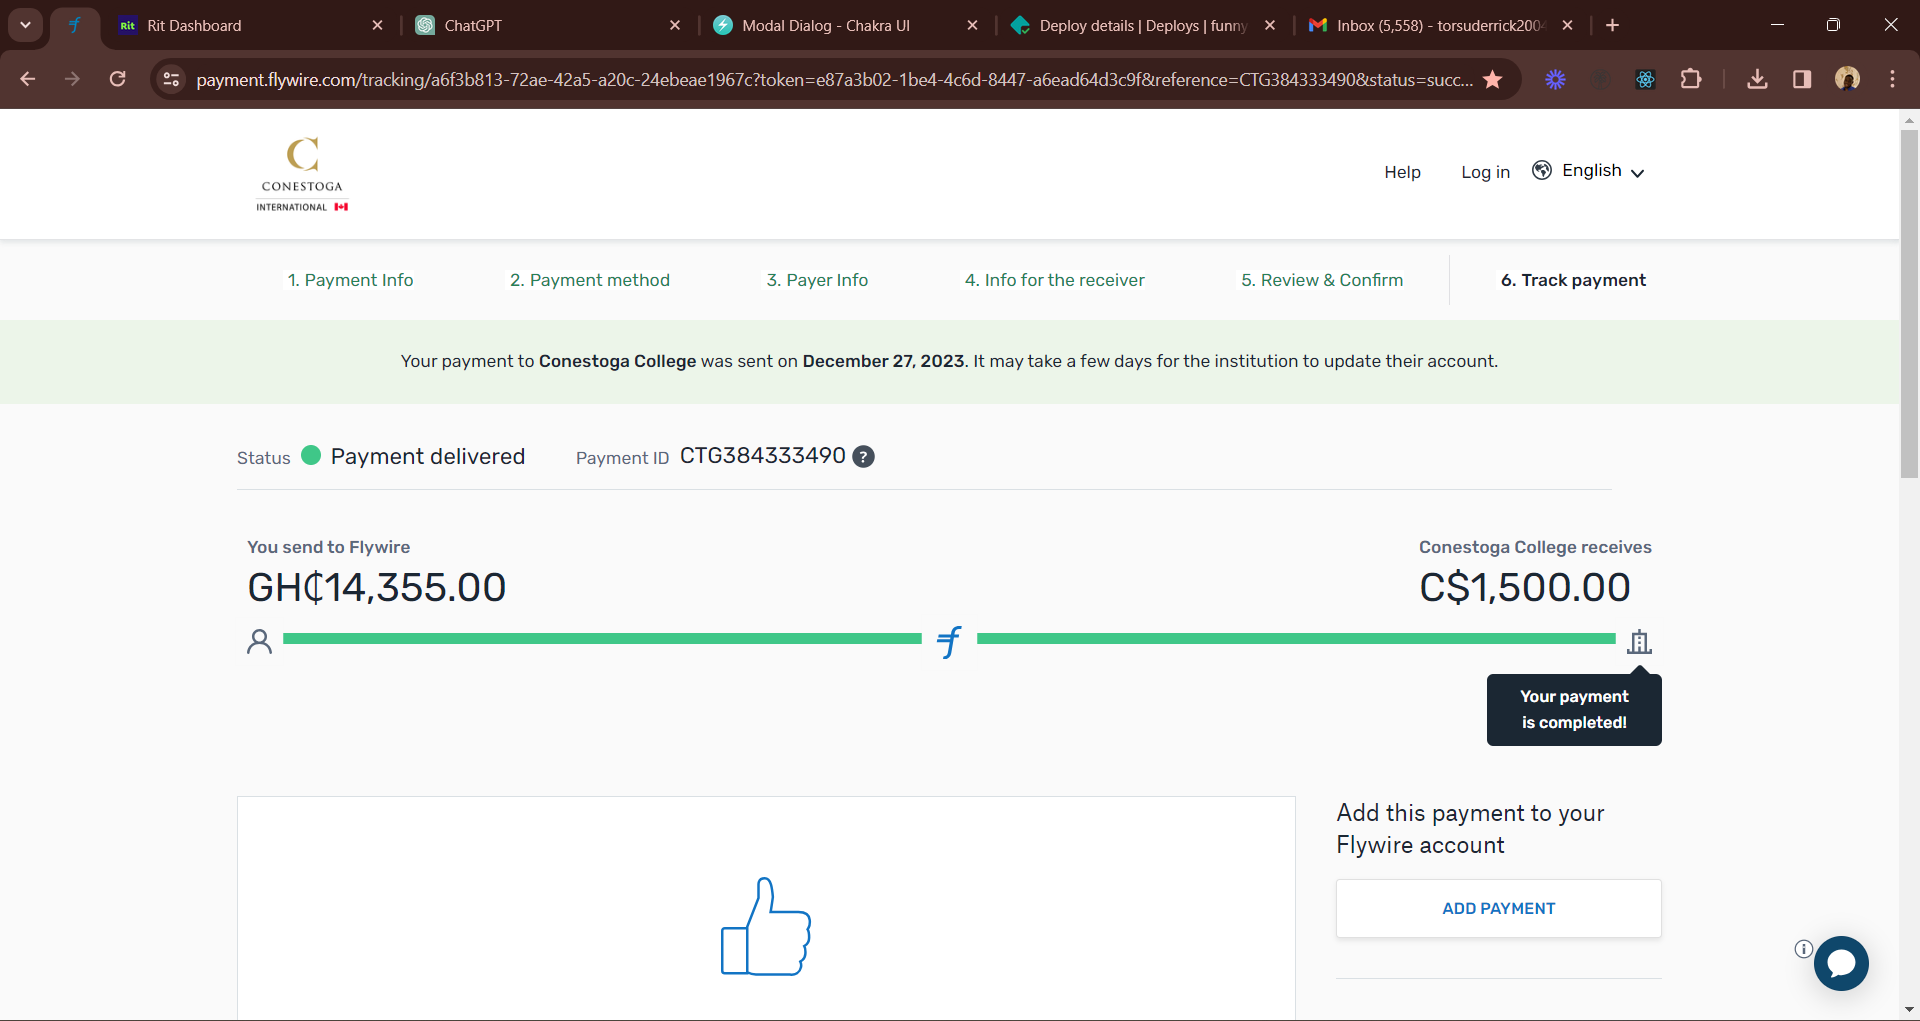 Rit
Rit Dashboard
ChatGPT
Modal Dialog - Chakra UI
Deploy details | Deploys | funny
Inbox (5,558) - torsuderrick2004
payment.flywire.com/tracking/a6f3b813-72ae-42a5-a20c-24ebeae1967c?token=e87a3b02-1be4-4c6d-8447-a6ead64d3c9f&reference=CTG384333490&status=succ...
C
CONESTOGA
INTERNATIONAL
Help
Log in
English
1. Payment Info
2. Payment method
3. Payer Info
4. Info for the receiver
5. Review & Confirm
6. Track payment
Your payment to Conestoga College was sent on December 27, 2023. It may take a few days for the institution to update their account.
Status Payment delivered
Payment ID CTG384333490 ?
You send to Flywire
GH₵14,355.00
Conestoga College receives
C$1,500.00
Your payment
is completed!
Add this payment to your
Flywire account
ADD PAYMENT